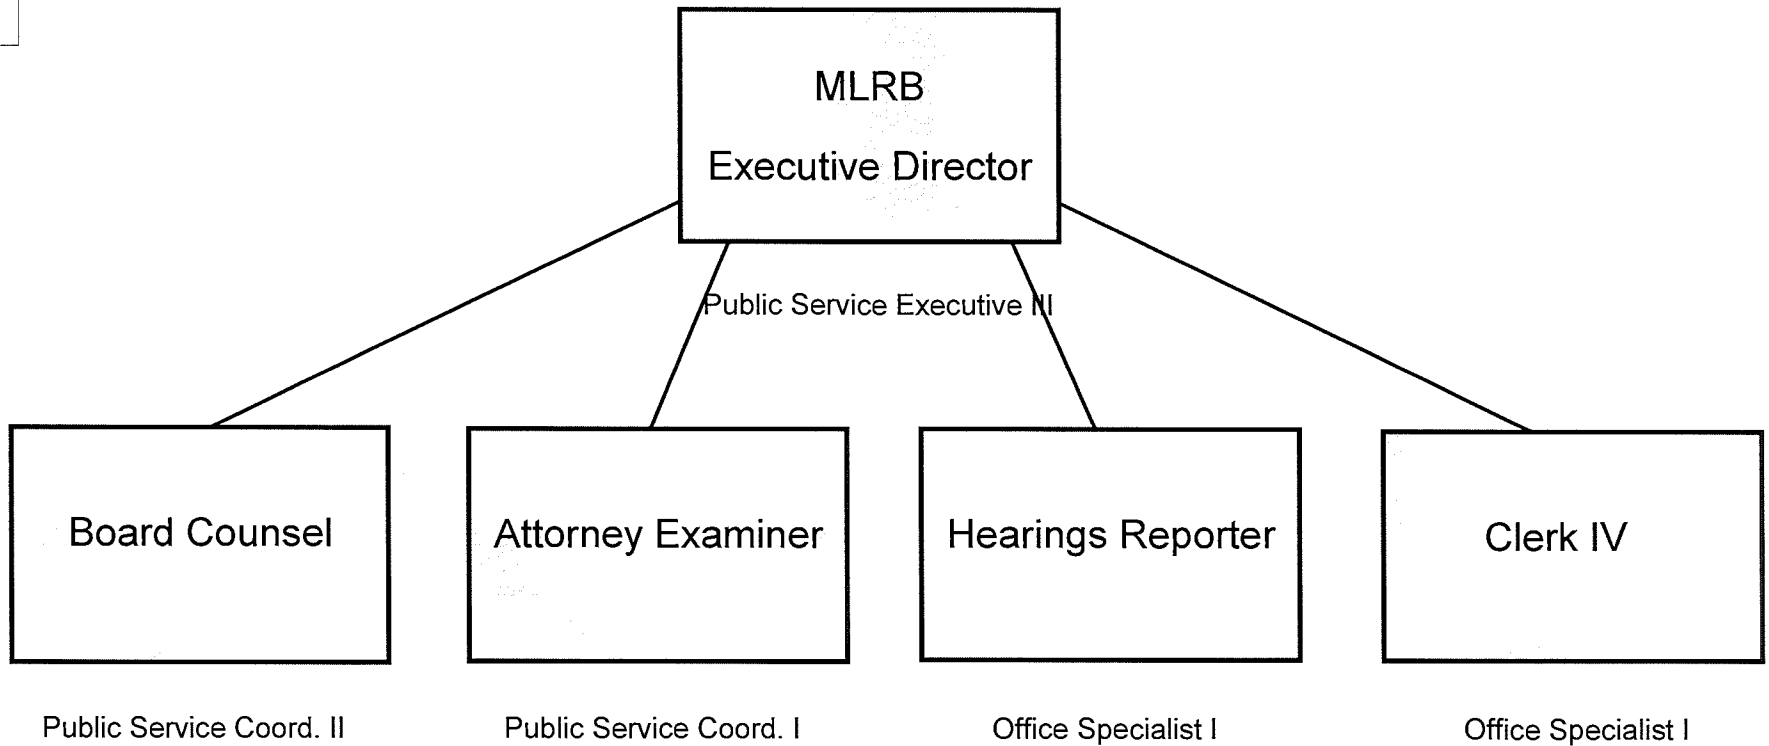 MLRB
Executive Director
Public Service Executive III
Board Counsel
Attorney Examiner
Hearings Reporter
Clerk IV
Public Service Coord. II
Public Service Coord. I
Office Specialist I
Office Specialist I